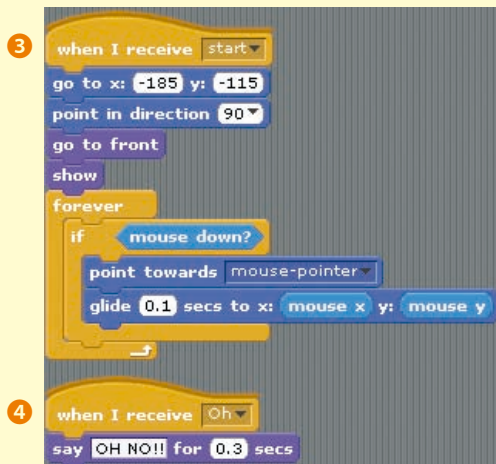 3
when I receive start
go to x: -185 y: -115
point in direction 90
go to front
show
forever
if mouse down?
point towards mouse-pointer
glide 0.1 secs to x: mouse x y: mouse y
4
when I receive Oh
say OH NO!! for 0.3 secs